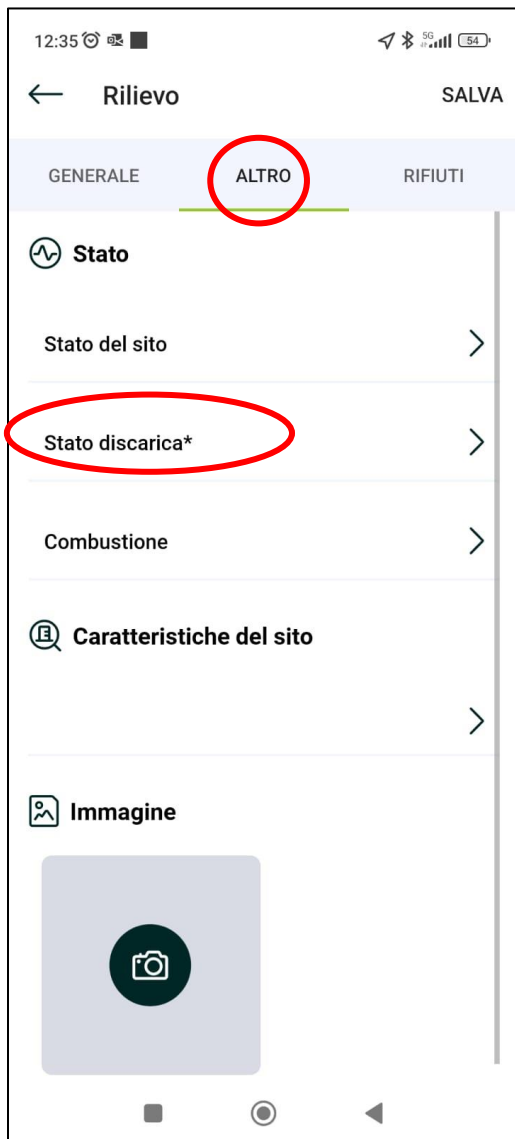 12:35 5G 54
Rilievo SALVA
GENERALE ALTRO RIFIUTI
Stato
Stato del sito
Stato discarica*
Combustione
Caratteristiche del sito
Immagine